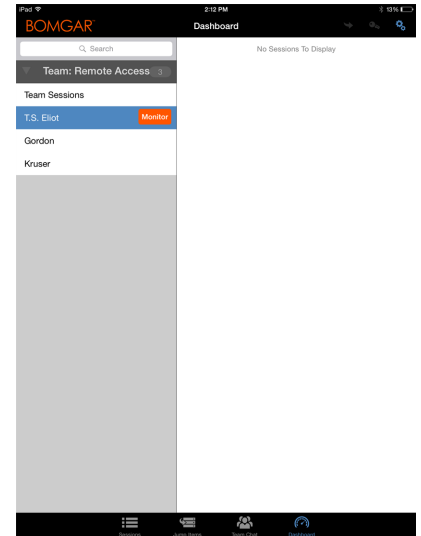 iPad 2:12 PM 13%
BOMGAR Dashboard
Search
No Sessions To Display
Team: Remote Access 3
Team Sessions
T.S. Eliot Monitor
Gordon
Kruser
Sessions Jump Items Team Chat Dashboard